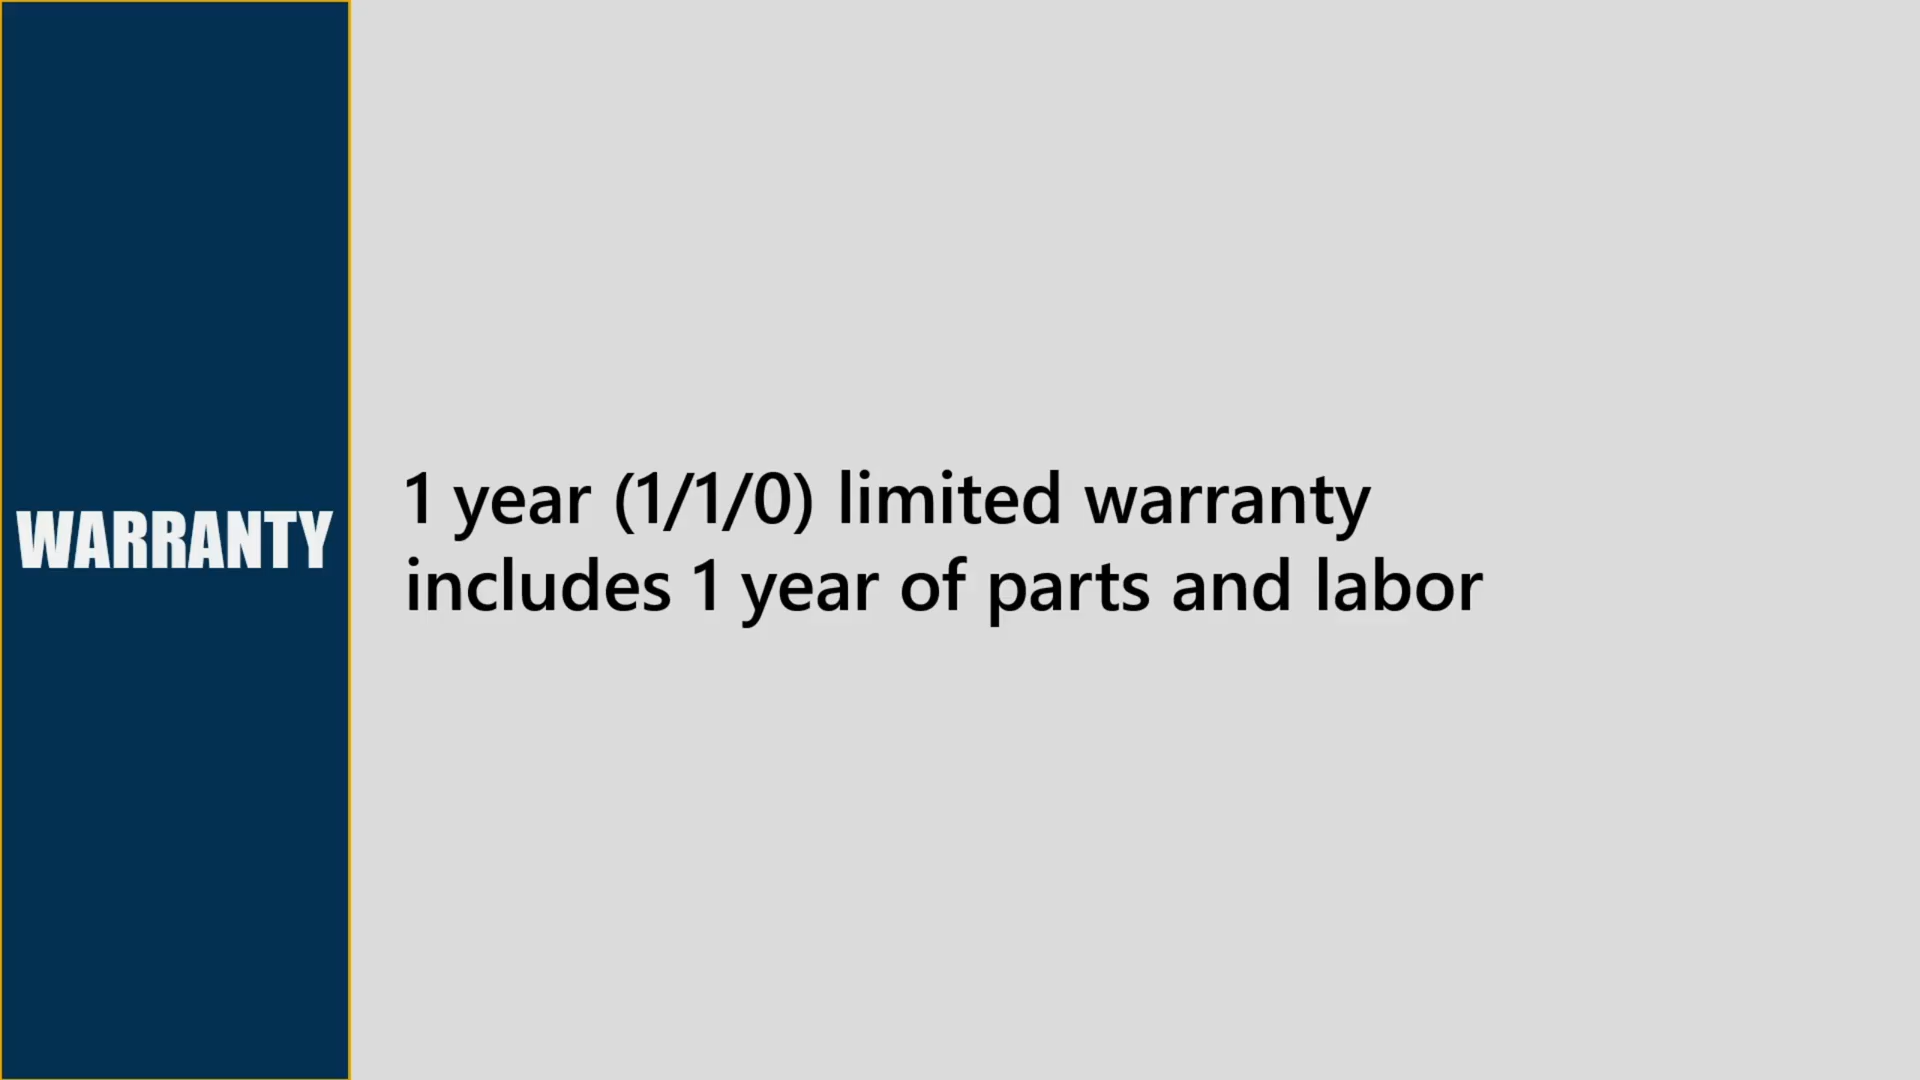 WARRANTY
1 year (1/1/0) limited warranty
includes 1 year of parts and labor